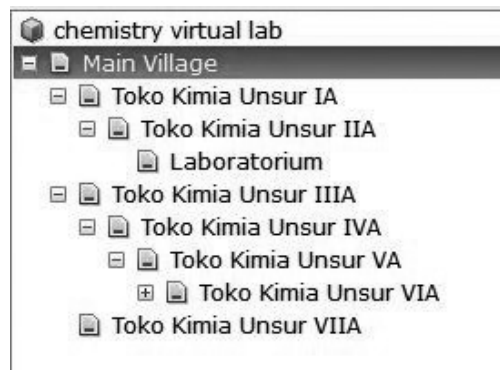 chemistry virtual lab
Main Village
Toko Kimia Unsur IA
Toko Kimia Unsur IIA
Laboratorium
Toko Kimia Unsur IIIA
Toko Kimia Unsur IVA
Toko Kimia Unsur VA
Toko Kimia Unsur VIA
Toko Kimia Unsur VIIA